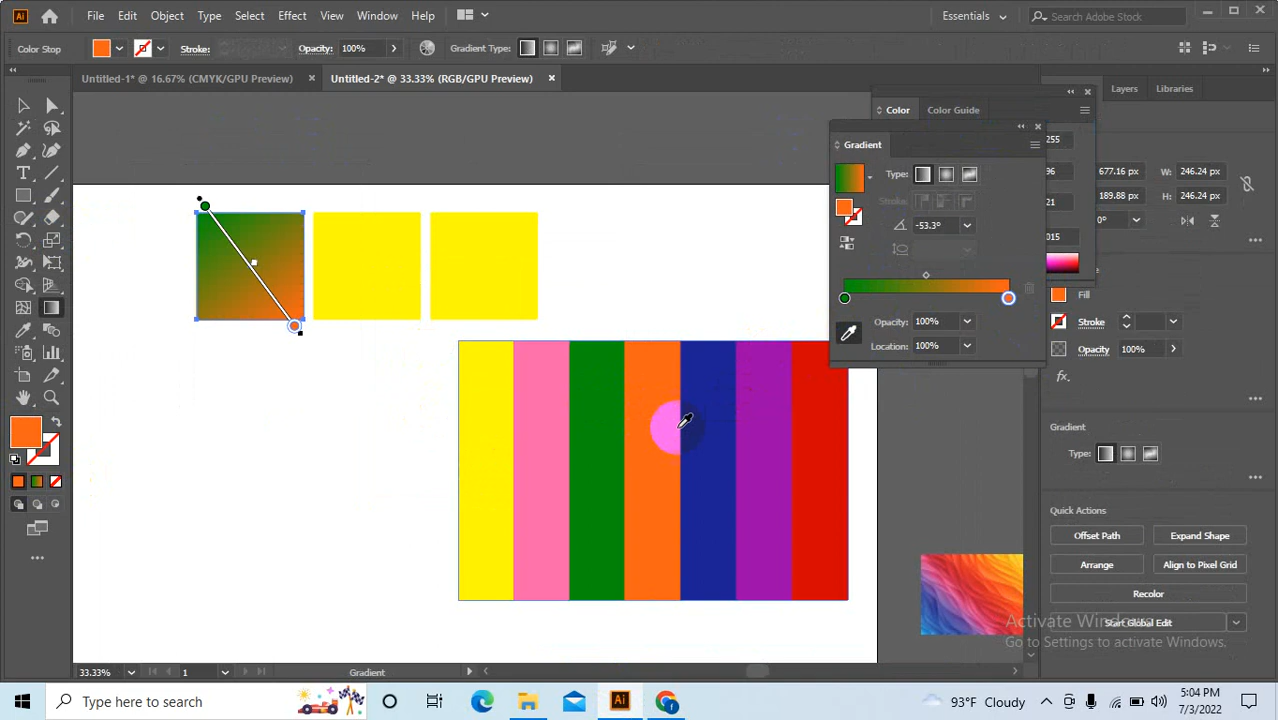 Ai File Edit Object Type Select Effect View Window Help Essentials Search Adobe Stock
Color Stop Stroke: Opacity: 100% Gradient Type:
Untitled-1* @ 16.67% (CMYK/GPU Preview) × Untitled-2* @ 33.33% (RGB/GPU Preview) ×
Layers Libraries
Color Color Guide
Gradient
255
Type:
96
677.16 W: 246.24 px
Stroke:
21
189.88 H: 246.24 px
-53.3°
0°
015
Opacity: 100%
Location: 100%
Fill
Stroke
Opacity 100%
fx.
Gradient
Type:
Quick Actions
Offset Path Expand Shape
Arrange Align to Pixel Grid
Recolor
Start Global Edit
Activate Windows
Go to Settings to activate Windows.
33.33% 1 Gradient
Type here to search
Ai
93°F Cloudy
5:04 PM
7/3/2022